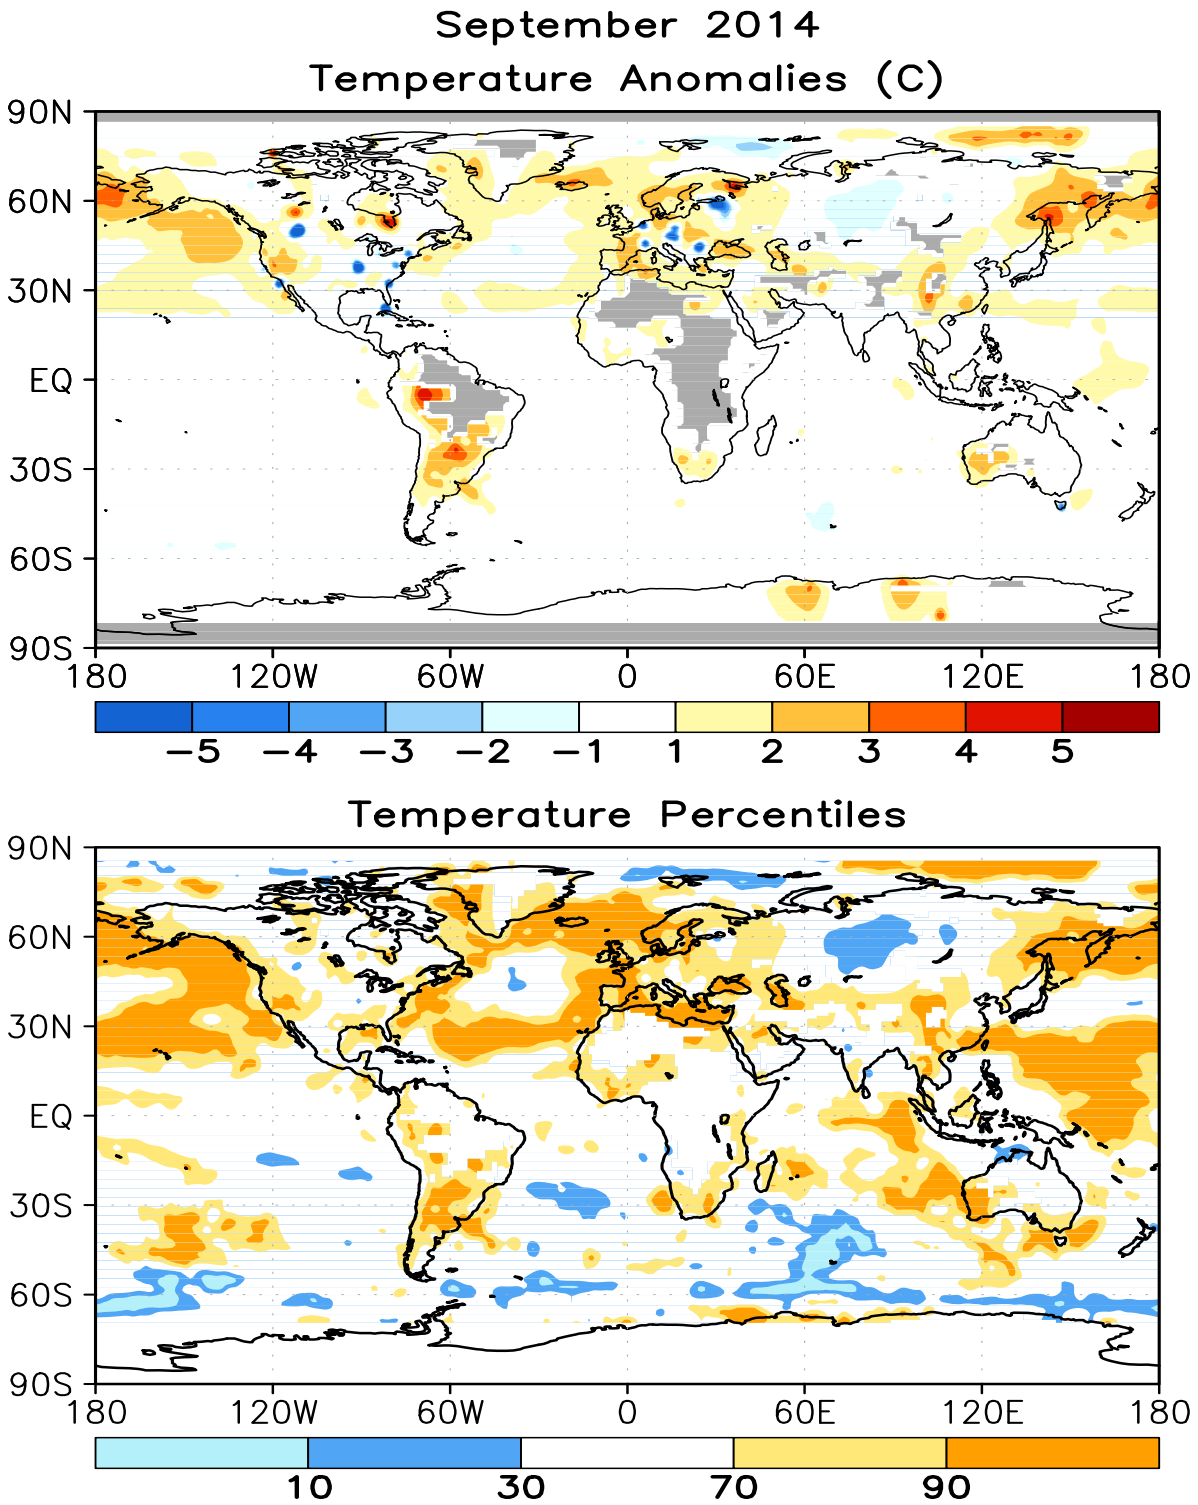 September 2014
Temperature Anomalies (C)
90N
60N
30N
EQ
30S
60S
90S
180 120W 60W 0 60E 120E 180
-5 -4 -3 -2 -1 1 2 3 4 5
Temperature Percentiles
90N
60N
30N
EQ
30S
60S
90S
180 120W 60W 0 60E 120E 180
10 30 70 90